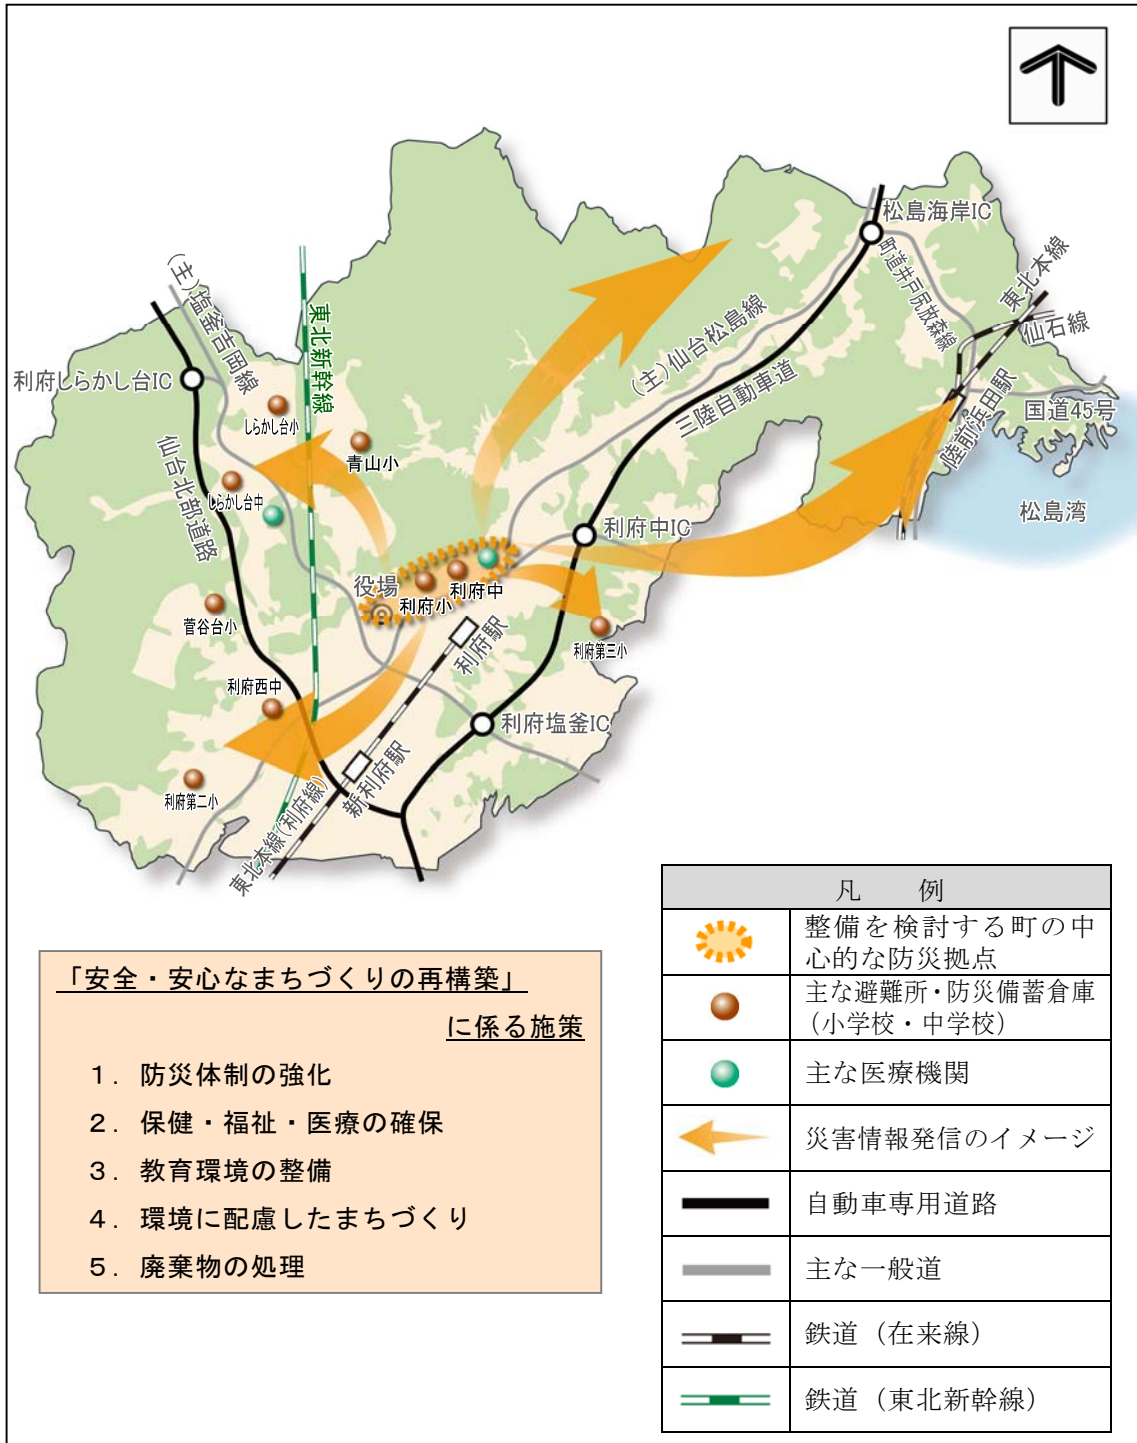 松島海岸IC
町道井戸尻放森線
東北本線
仙石線
(主)塩釜吉岡線
東北新幹線
(主)仙台松島線
三陸自動車道
利府しらかし台IC
しらかし台小
青山小
陸前浜田駅
国道45号
仙台北部道路
しらかし台中
松島湾
利府中IC
役場
利府小
利府中
菅谷台小
利府駅
利府第三小
利府西中
利府塩釜IC
新利府駅
利府第二小
東北本線(利府線)
「安全・安心なまちづくりの再構築」
に係る施策
1. 防災体制の強化
2. 保健・福祉・医療の確保
3. 教育環境の整備
4. 環境に配慮したまちづくり
5. 廃棄物の処理
凡 例
整備を検討する町の中
心的な防災拠点
主な避難所・防災備蓄倉庫
(小学校・中学校)
主な医療機関
災害情報発信のイメージ
自動車専用道路
主な一般道
鉄道（在来線）
鉄道（東北新幹線）